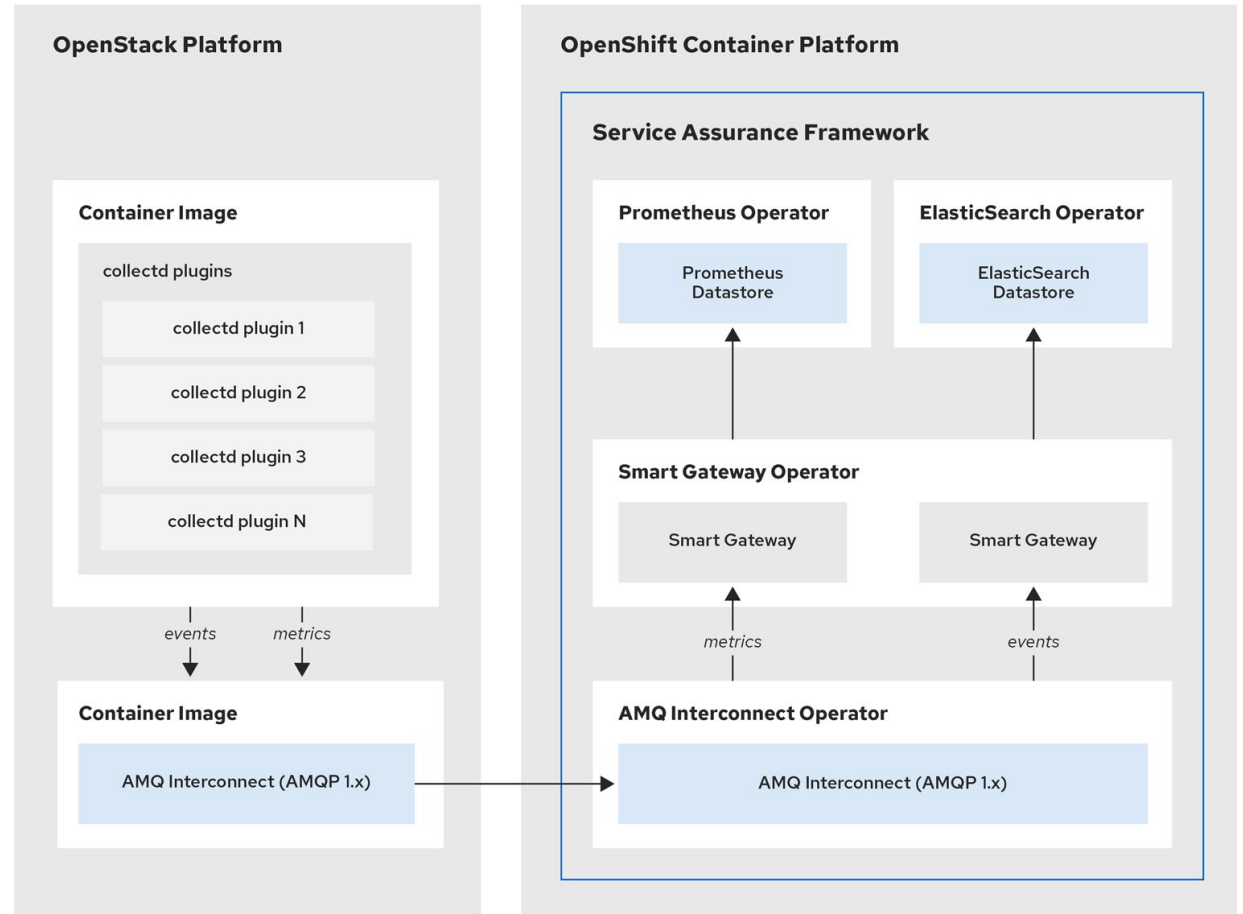 OpenStack Platform
Container Image
collectd plugins
collectd plugin 1
collectd plugin 2
collectd plugin 3
collectd plugin N
events
metrics
Container Image
AMQ Interconnect (AMQP 1.x)
OpenShift Container Platform
Service Assurance Framework
Prometheus Operator
Prometheus
Datastore
ElasticSearch Operator
ElasticSearch
Datastore
Smart Gateway Operator
Smart Gateway
Smart Gateway
metrics
events
AMQ Interconnect Operator
AMQ Interconnect (AMQP 1.x)